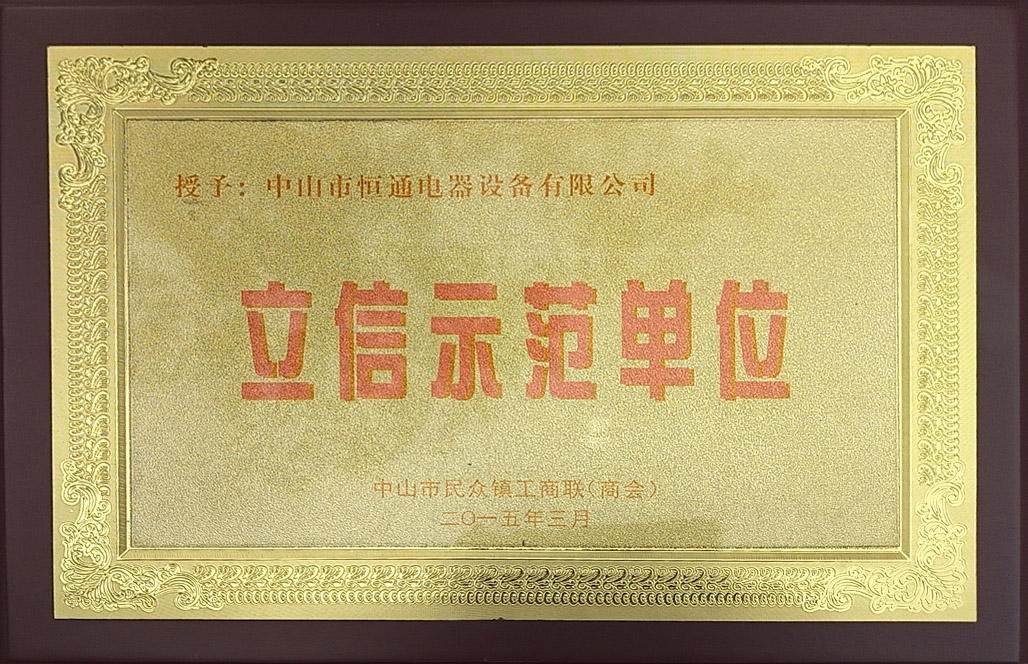 授予：中山市恒通电器设备有限公司
立信示范单位
中山市民众镇工商联（商会）
二〇一五年三月